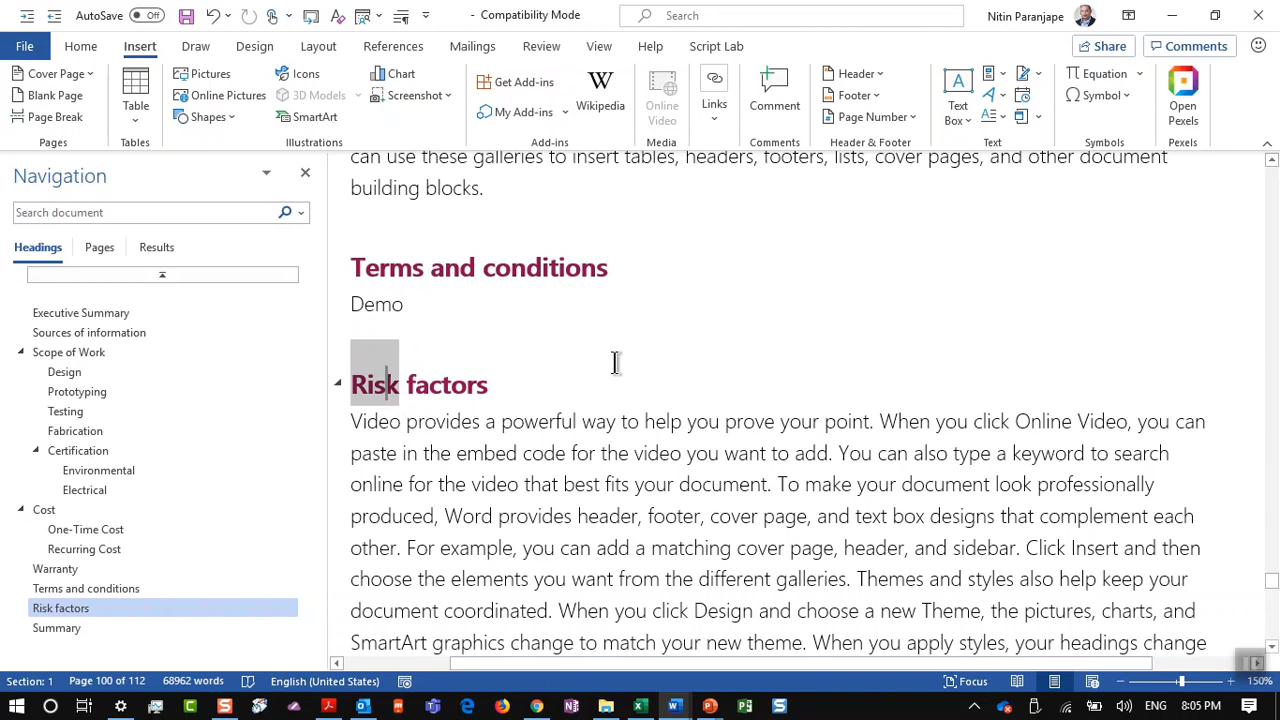 AutoSave Off - Compatibility Mode Search Nitin Paranjape
File Home Insert Draw Design Layout References Mailings Review View Help Script Lab Share Comments
Cover Page
Blank Page
Page Break
Pages
Table
Tables
Pictures
Online Pictures
Shapes
Icons
3D Models
SmartArt
Chart
Screenshot
Illustrations
Get Add-ins
My Add-ins
Wikipedia
Add-ins
Online
Video
Media
Links
Comment
Comments
Header
Footer
Page Number
Header & Footer
Text
Box
Text
Equation
Symbol
Symbols
Open
Pexels
Pexels
Navigation
Search document
Headings Pages Results
Executive Summary
Sources of information
Scope of Work
Design
Prototyping
Testing
Fabrication
Certification
Environmental
Electrical
Cost
One-Time Cost
Recurring Cost
Warranty
Terms and conditions
Risk factors
Summary
can use these galleries to insert tables, headers, footers, lists, cover pages, and other document
building blocks.
Terms and conditions
Demo
Risk factors
Video provides a powerful way to help you prove your point. When you click Online Video, you can
paste in the embed code for the video you want to add. You can also type a keyword to search
online for the video that best fits your document. To make your document look professionally
produced, Word provides header, footer, cover page, and text box designs that complement each
other. For example, you can add a matching cover page, header, and sidebar. Click Insert and then
choose the elements you want from the different galleries. Themes and styles also help keep your
document coordinated. When you click Design and choose a new Theme, the pictures, charts, and
SmartArt graphics change to match your new theme. When you apply styles, your headings change
Section: 1 Page 100 of 112 68962 words English (United States) Focus 150%
ENG 8:05 PM